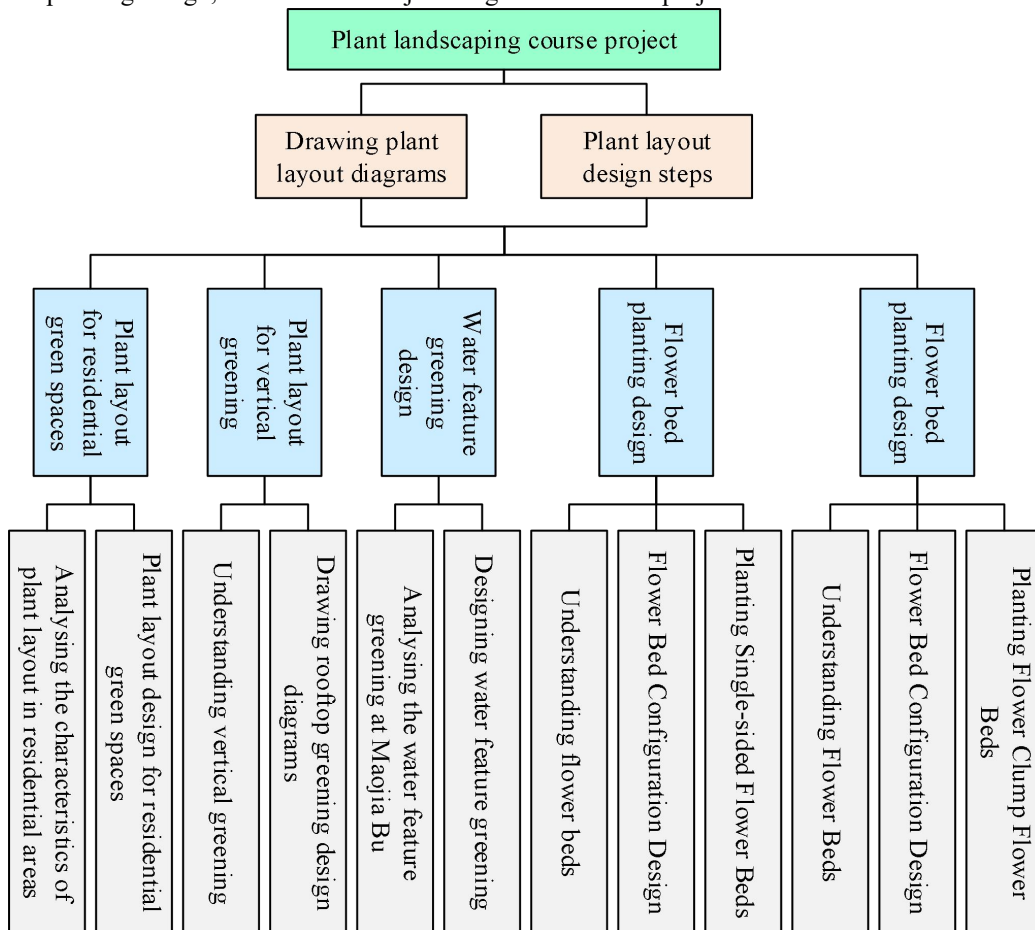 Plant landscaping course project
Drawing plant
layout diagrams
Plant layout
design steps
Plant layout
for residential
green spaces
Plant layout
for vertical
greening
Water feature
greening
design
Flower bed
planting design
Flower bed
planting design
Analysing the characteristics of
plant layout in residential areas
Plant layout design for residential
green spaces
Understanding vertical greening
Drawing rooftop greening design
diagrams
Analysing the water feature
greening at Maojia Bu
Designing water feature greening
Understanding flower beds
Flower Bed Configuration Design
Planting Single-sided Flower Beds
Understanding Flower Beds
Flower Bed Configuration Design
Planting Flower Clump Flower
Beds